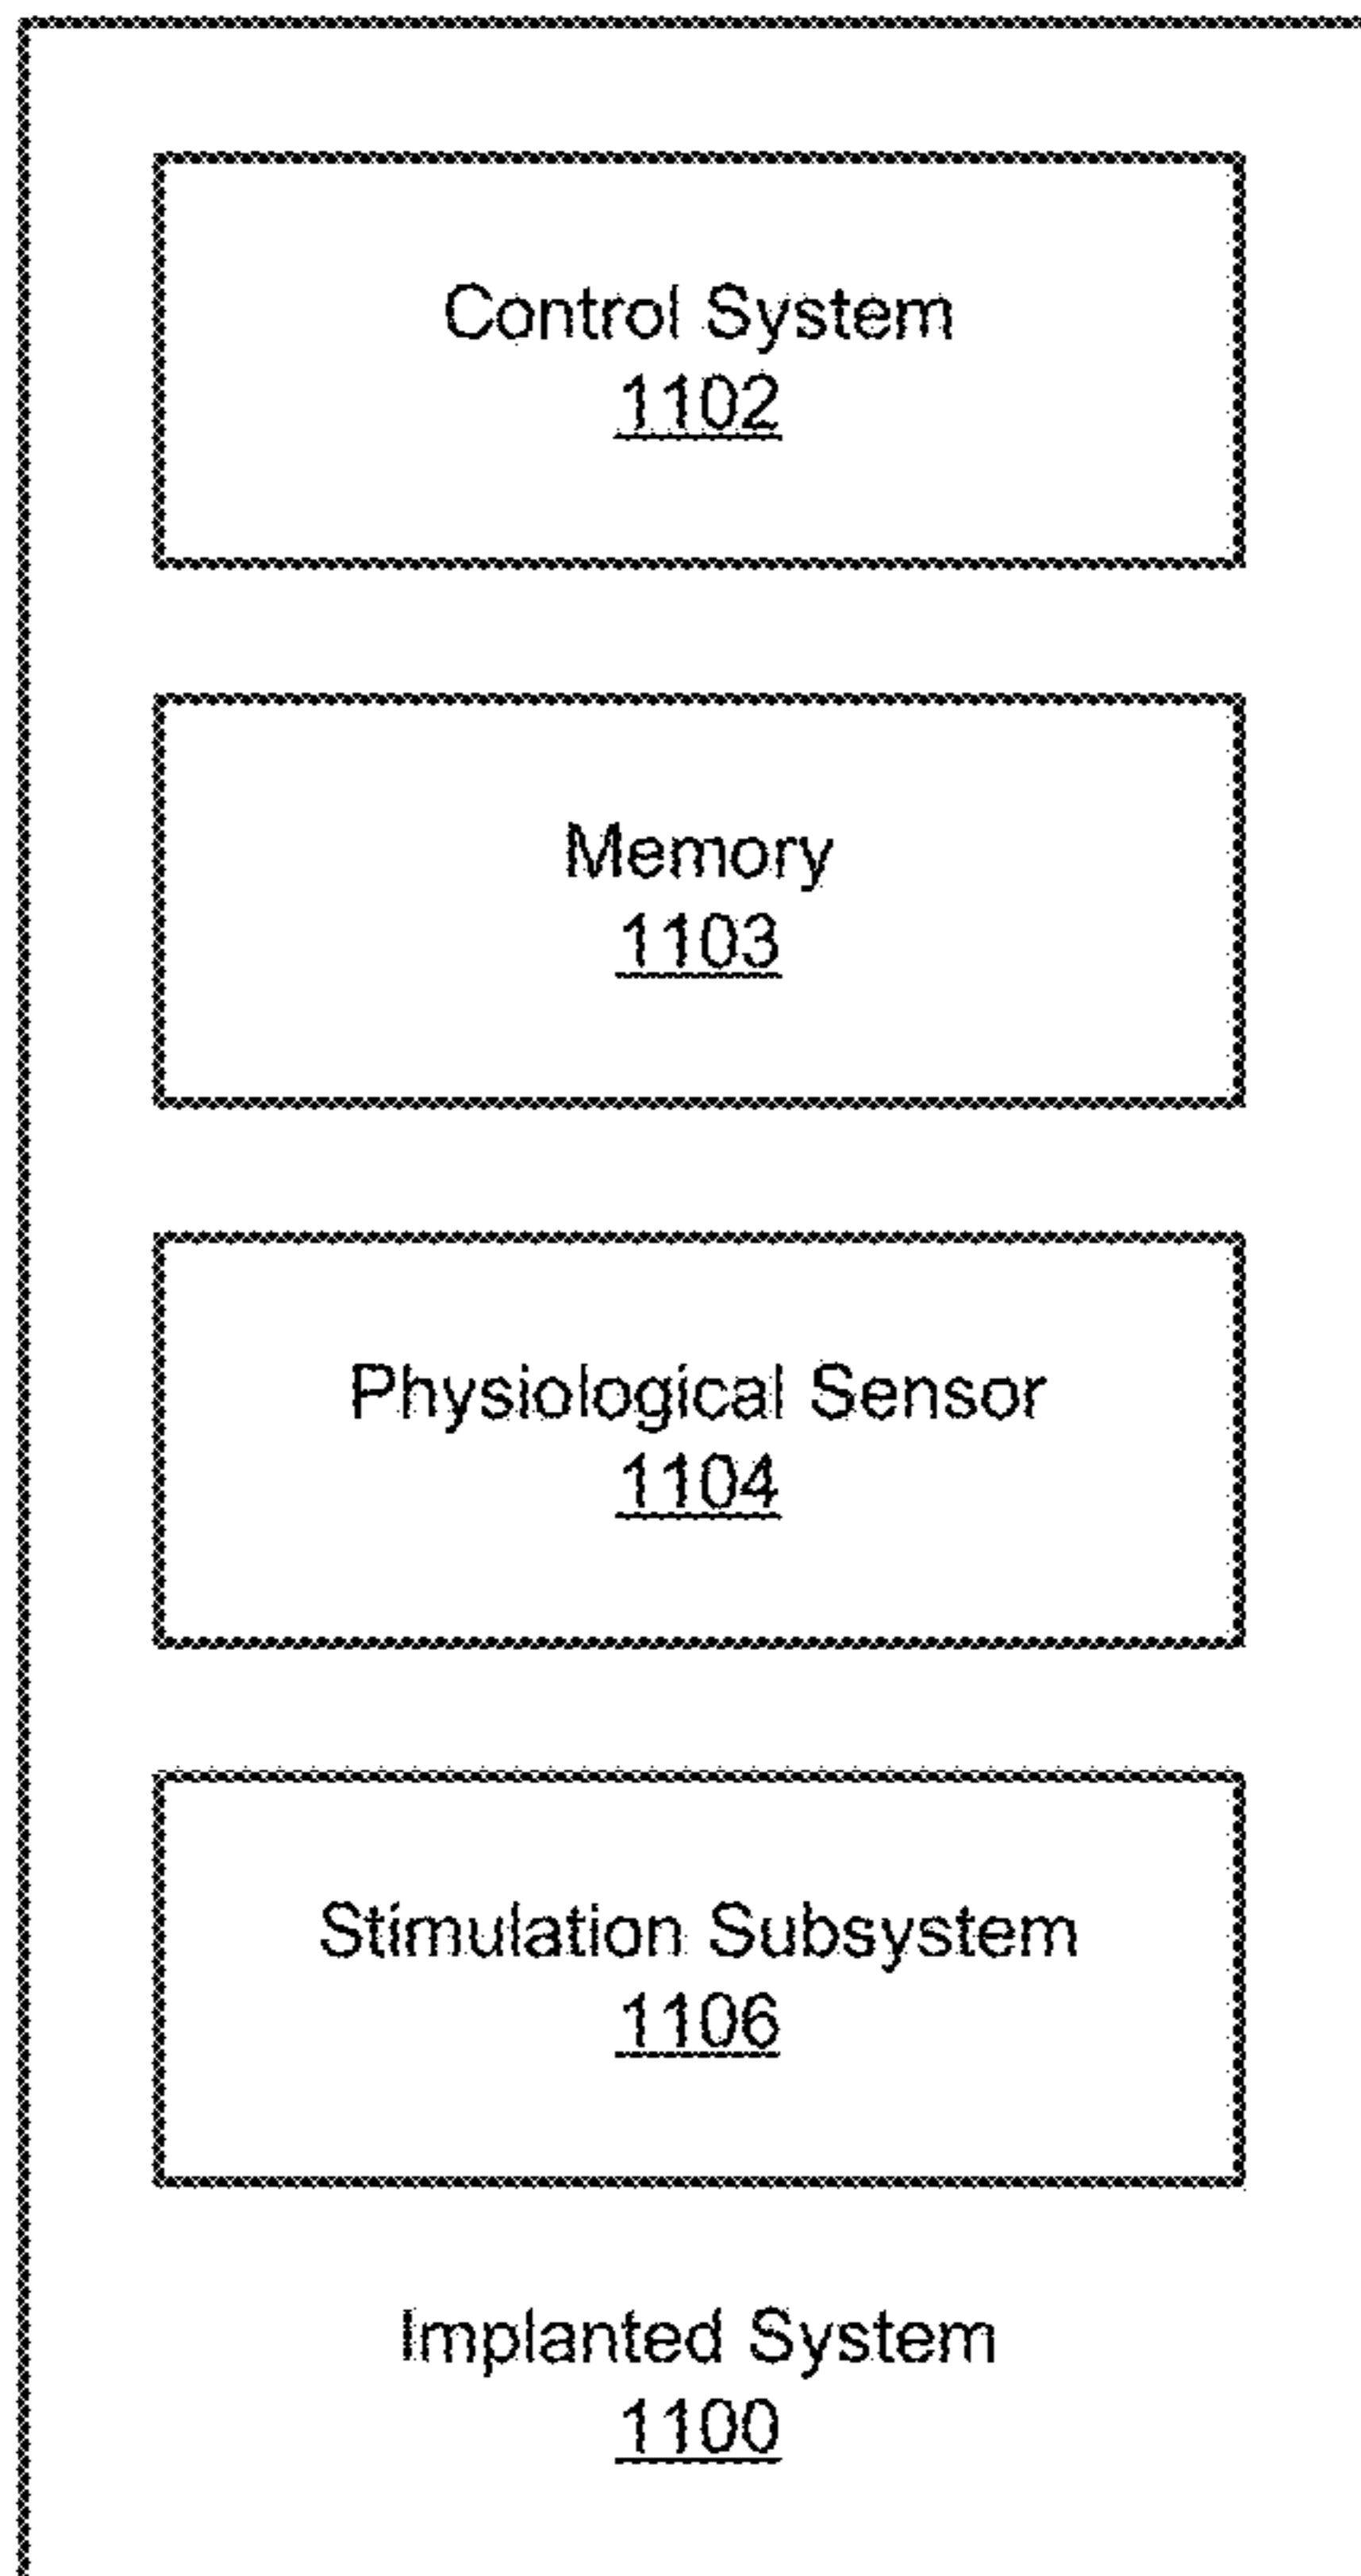 Control System
1102
Memory
1103
Physiological Sensor
1104
Stimulation Subsystem
1106
Implanted System
1100